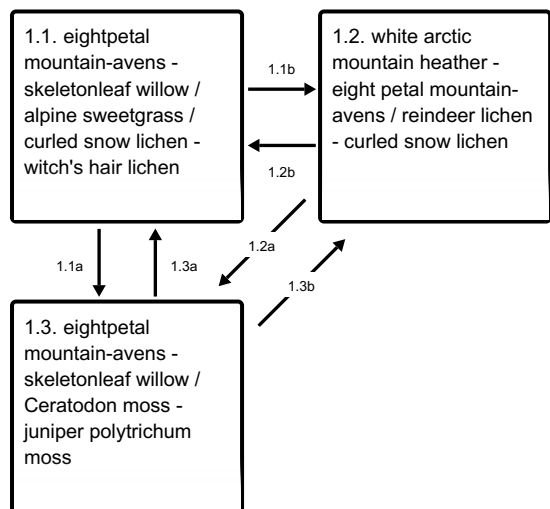 1.1. eightpetal
mountain-avens -
skeletonleaf willow /
alpine sweetgrass /
curled snow lichen -
witch's hair lichen
1.1b
1.2b
1.2. white arctic
mountain heather -
eight petal mountain-
avens / reindeer lichen
- curled snow lichen
1.1a
1.3a
1.2a
1.3b
1.3. eightpetal
mountain-avens -
skeletonleaf willow /
Ceratodon moss -
juniper polytrichum
moss